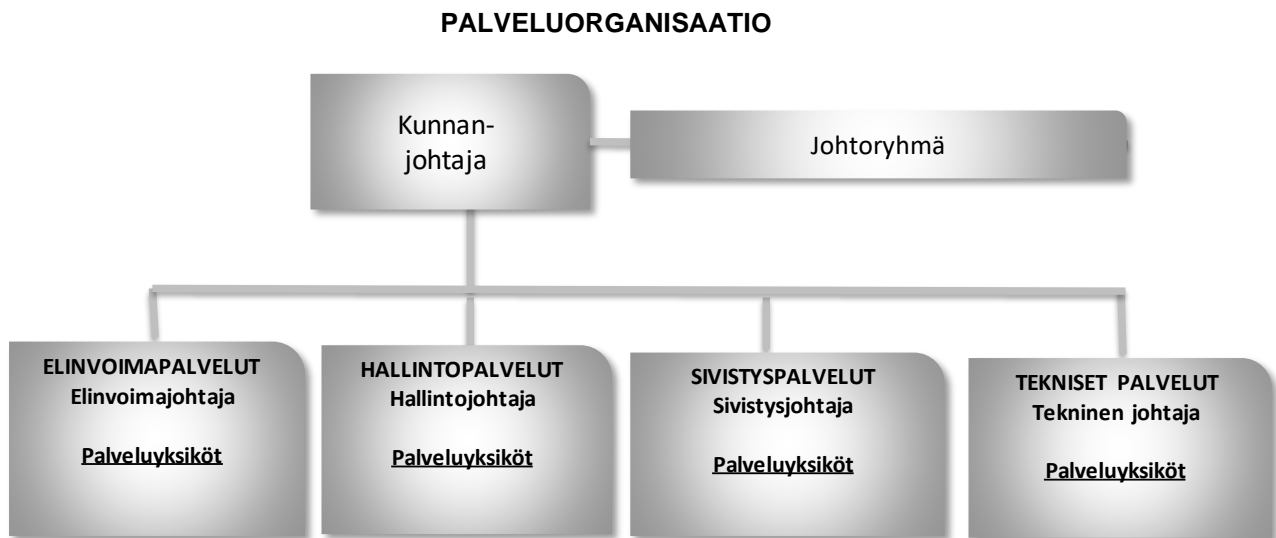 PALVELUORGANISAATIO
Kunnan-
johtaja
Johtoryhmä
ELINVOIMAPALVELUT
Elinvoimajohtaja
Palveluyksiköt
HALLINTOPALVELUT
Hallintojohtaja
Palveluyksiköt
SIVISTYSPALVELUT
Sivistysjohtaja
Palveluyksiköt
TEKNISET PALVELUT
Tekninen johtaja
Palveluyksiköt